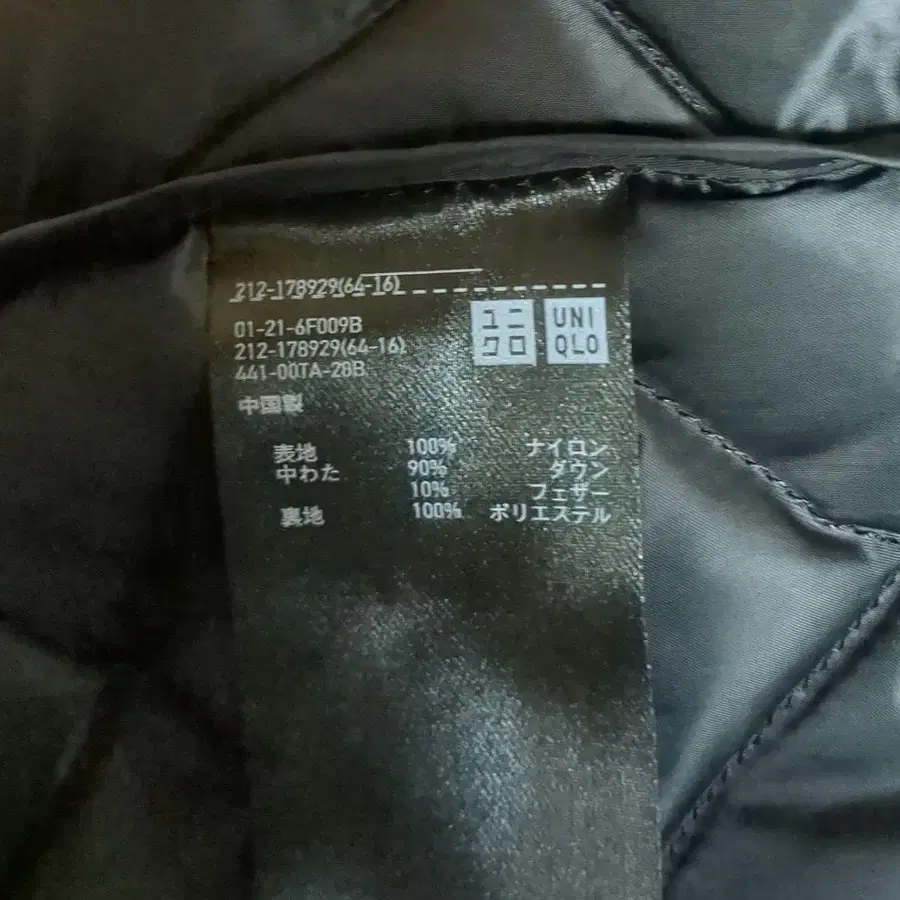 212-178929(64-16)
01-21-6F009B
212-178929(64-16)
441-00TA-28B
ユニ
クロ
UNI
QLO
中国製
表地 100% ナイロン
中わた 90% ダウン
10% フェザー
裏地 100% ポリエステル